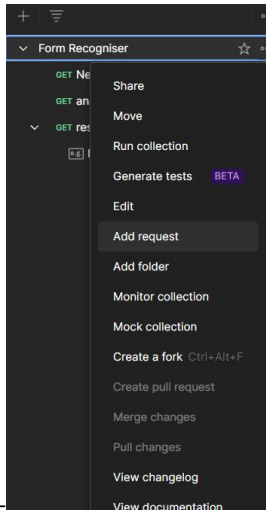 Form Recogniser
GET Ne
GET an
GET res
e.g.
Share
Move
Run collection
Generate tests BETA
Edit
Add request
Add folder
Monitor collection
Mock collection
Create a fork Ctrl+Alt+F
Create pull request
Merge changes
Pull changes
View changelog
View documentation